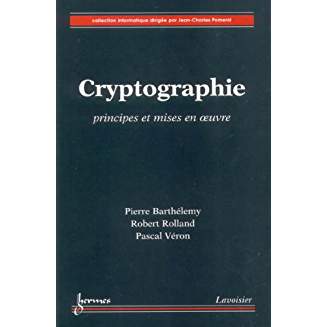 collection informatique dirigée par Jean-Charles Pomerol
Cryptographie
principes et mises en œuvre
Pierre Barthélemy
Robert Rolland
Pascal Véron
hermes
Lavoisier